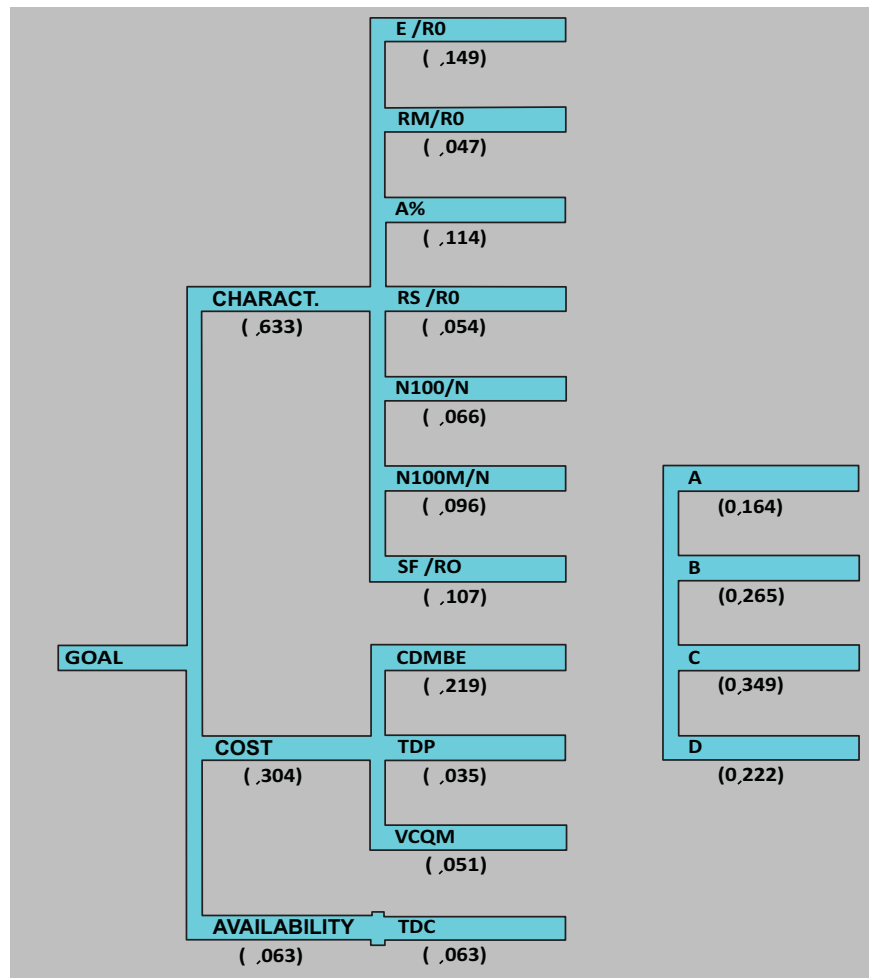 E /R0
( ,149)
RM/R0
( ,047)
A%
( ,114)
CHARACT.
( ,633)
RS /R0
( ,054)
N100/N
( ,066)
N100M/N
( ,096)
SF /RO
( ,107)
GOAL
CDMBE
( ,219)
COST
( ,304)
TDP
( ,035)
VCQM
( ,051)
AVAILABILITY
( ,063)
TDC
( ,063)
A
(0,164)
B
(0,265)
C
(0,349)
D
(0,222)